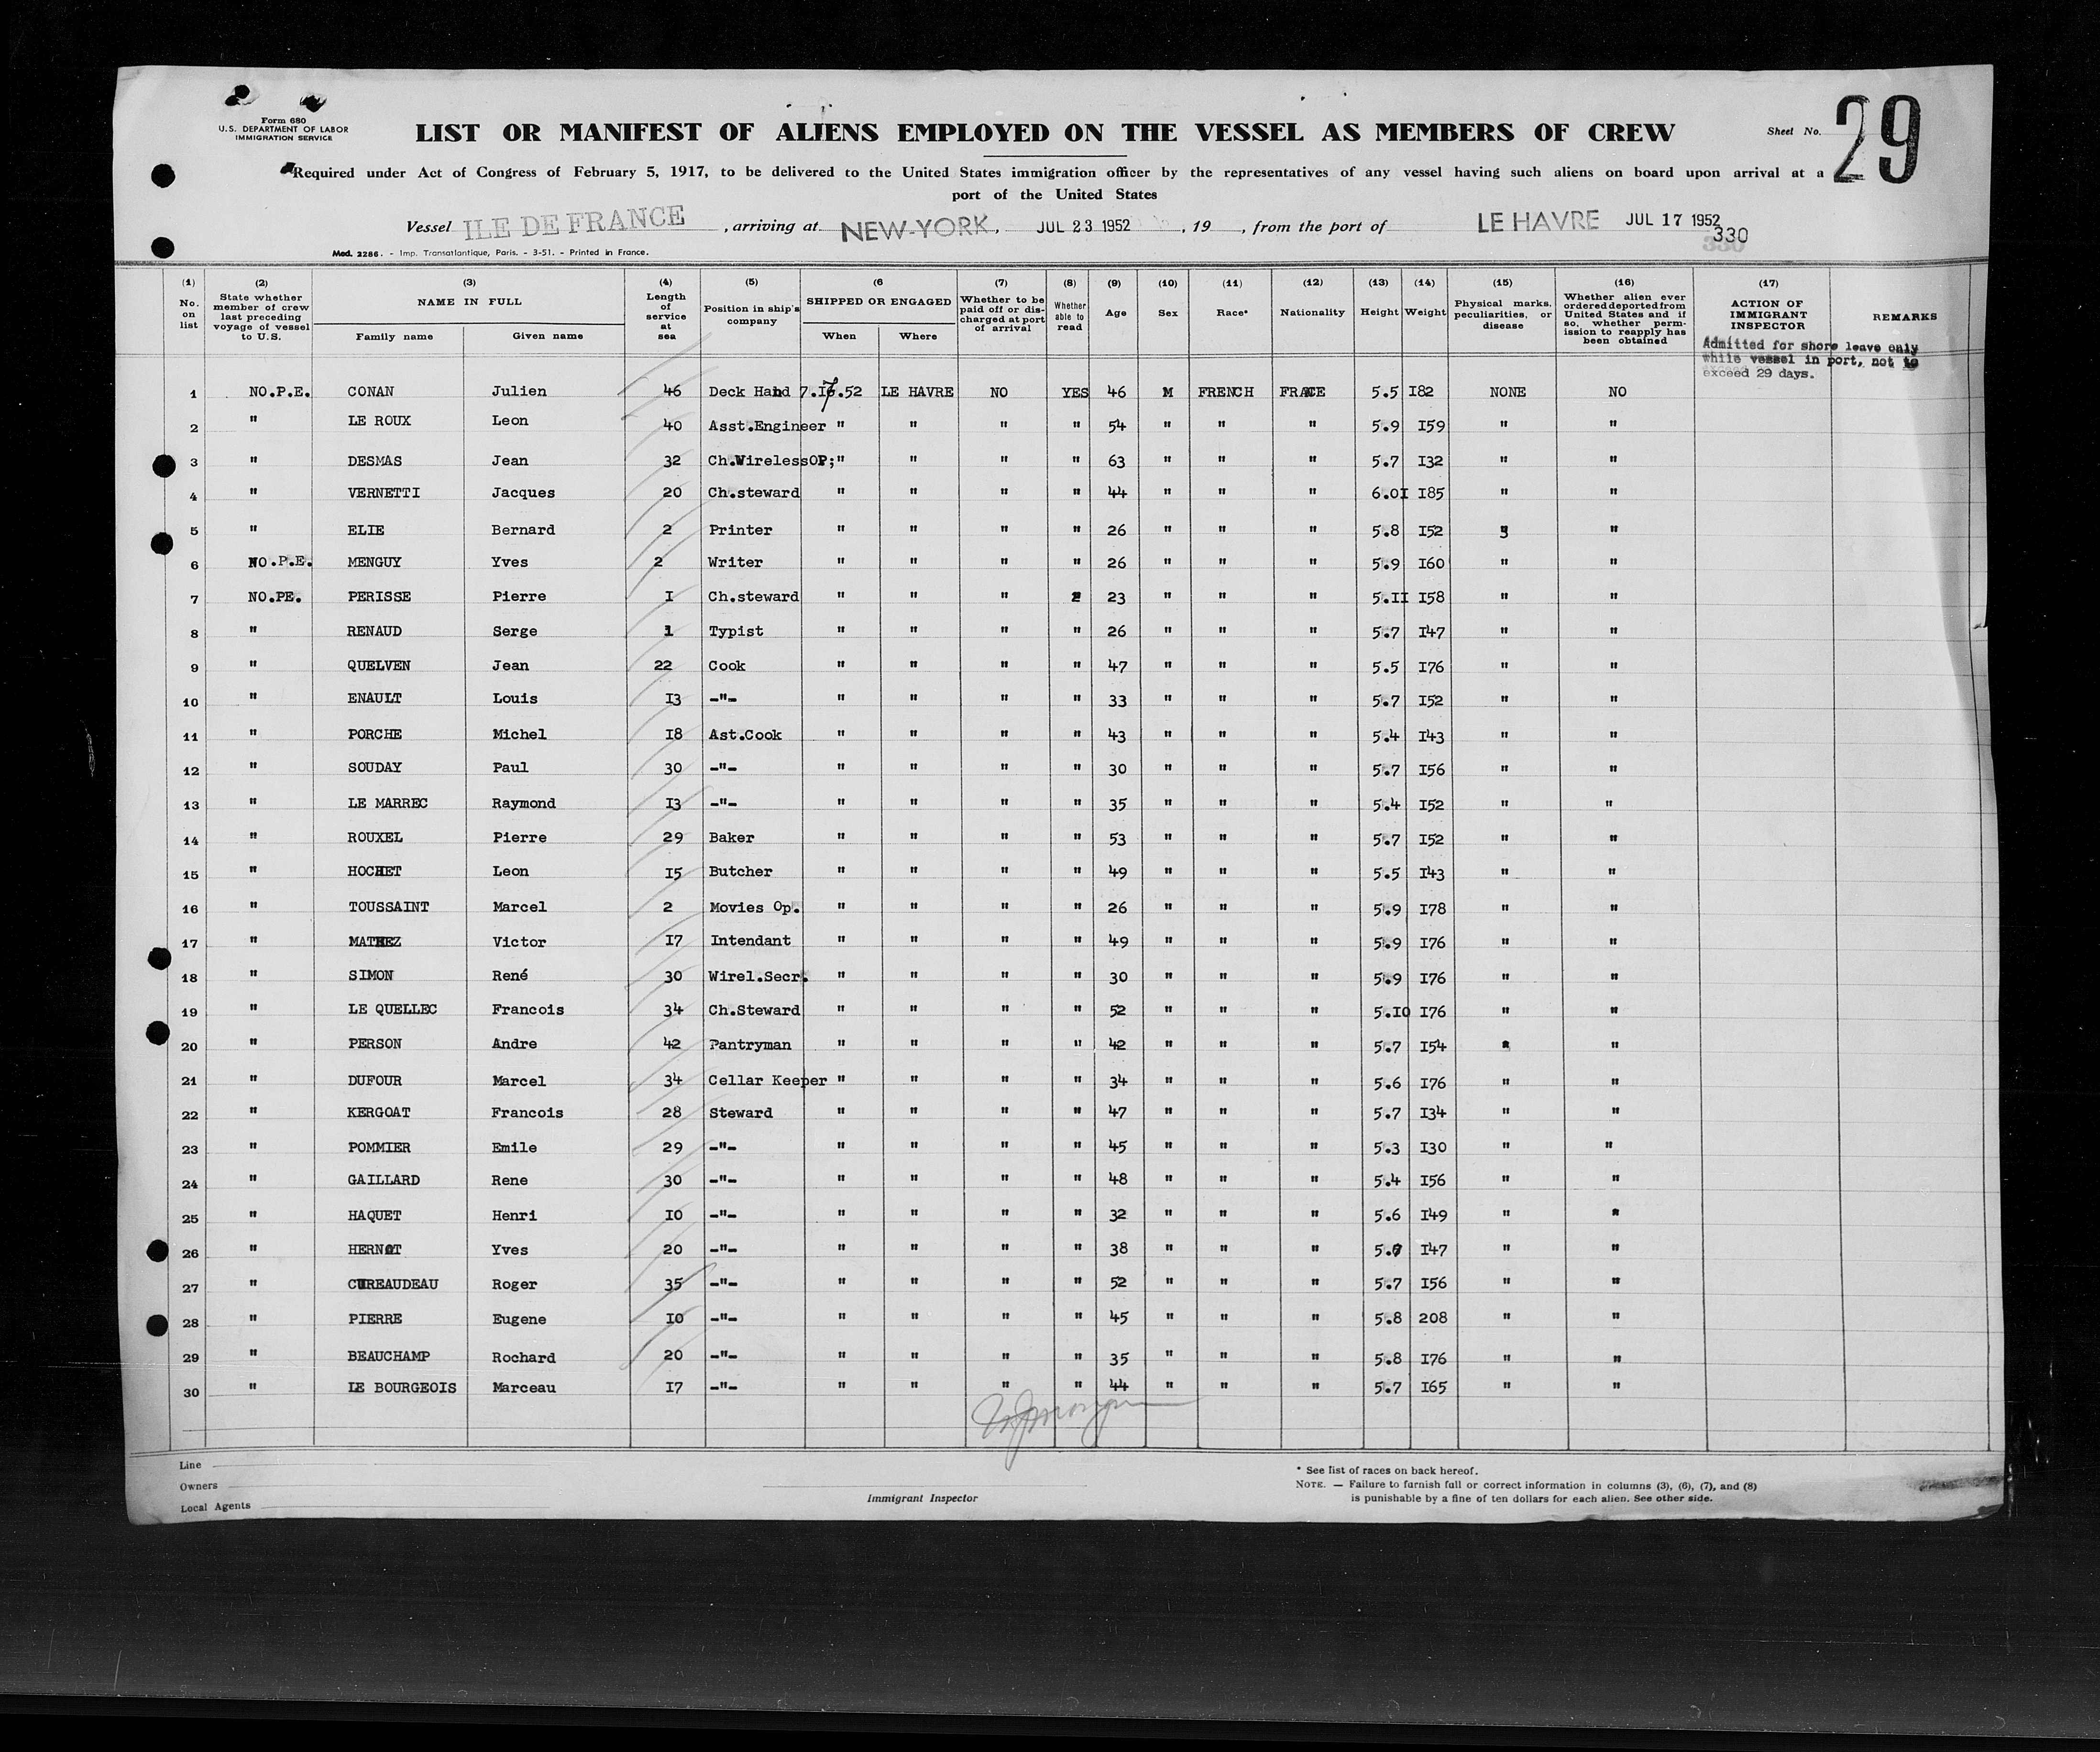 Form 680
U.S. DEPARTMENT OF LABOR
IMMIGRATION SERVICE
LIST OR MANIFEST OF ALIENS EMPLOYED ON THE VESSEL AS MEMBERS OF CREW
Sheet No. 29
Required under Act of Congress of February 5, 1917, to be delivered to the United States immigration officer by the representatives of any vessel having such aliens on board upon arrival at a
port of the United States
Vessel ILE DE FRANCE, arriving at NEW-YORK, JUL 23 1952, 19 , from the port of LE HAVRE JUL 17 1952
330
Mod. 2286. - Imp. Transatlantique, Paris. - 3-51. - Printed in France.
(1) No. on list (2) State whether member of crew last preceding voyage of vessel to U.S. (3) NAME IN FULL Family name Given name (4) Length of service at sea (5) Position in ship's company (6 SHIPPED OR ENGAGED When Where (7) Whether to be paid off or discharged at port of arrival (8) Whether able to read (9) Age (10) Sex (11) Race* (12) Nationality (13) Height (14) Weight (15) Physical marks, peculiarities, or disease (16) Whether alien ever ordered deported from United States and if so, whether permission to reapply has been obtained (17) ACTION OF IMMIGRANT INSPECTOR REMARKS
Admitted for shore leave only
while vessel in port, not to
exceed 29 days.
1 NO.P.E. CONAN Julien 46 Deck Hand 7.17.52 LE HAVRE NO YES 46 M FRENCH FRACE 5.5 I82 NONE NO
2 " LE ROUX Leon 40 Asst.Engineer " " " " 54 " " " 5.9 I59 " "
3 " DESMAS Jean 32 Ch.WirelessOP;" " " " 63 " " " 5.7 I32 " "
4 " VERNETTI Jacques 20 Ch.steward " " " " 44 " " " 6.0I I85 " "
5 " ELIE Bernard 2 Printer " " " " 26 " " " 5.8 I52 3 "
6 NO.P.E. MENGUY Yves 2 Writer " " " " 26 " " " 5.9 I60 " "
7 NO.PE. PERISSE Pierre I Ch.steward " " " 2 23 " " " 5.II I58 " "
8 " RENAUD Serge 1 Typist " " " " 26 " " " 5.7 I47 " "
9 " QUELVEN Jean 22 Cook " " " " 47 " " " 5.5 I76 " "
10 " ENAULT Louis I3 -"- " " " " 33 " " " 5.7 I52 " "
11 " PORCHE Michel I8 Ast.Cook " " " " 43 " " " 5.4 I43 " "
12 " SOUDAY Paul 30 -"- " " " " 30 " " " 5.7 I56 " "
13 " LE MARREC Raymond I3 -"- " " " " 35 " " " 5.4 I52 " "
14 " ROUXEL Pierre 29 Baker " " " " 53 " " " 5.7 I52 " "
15 " HOCHET Leon I5 Butcher " " " " 49 " " " 5.5 I43 " "
16 " TOUSSAINT Marcel 2 Movies Op. " " " " 26 " " " 5.9 I78 " "
17 " MATHEZ Victor I7 Intendant " " " " 49 " " " 5.9 I76 " "
18 " SIMON René 30 Wirel.Secr. " " " " 30 " " " 5.9 I76 " "
19 " LE QUELLEC Francois 34 Ch.Steward " " " " 52 " " " 5.I0 I76 " "
20 " PERSON Andre 42 Pantryman " " " " 42 " " " 5.7 I54 " "
21 " DUFOUR Marcel 34 Cellar Keeper " " " " 34 " " " 5.6 I76 " "
22 " KERGOAT Francois 28 Steward " " " " 47 " " " 5.7 I34 " "
23 " POMMIER Emile 29 -"- " " " " 45 " " " 5.3 I30 " "
24 " GAILLARD Rene 30 -"- " " " " 48 " " " 5.4 I56 " "
25 " HAQUET Henri I0 -"- " " " " 32 " " " 5.6 I49 " "
26 " Yves 20 -"- " " " " 38 " " " I47 " "
27 " Roger 35 -"- " " " " 52 " " " 5.7 I56 " "
28 " PIERRE Eugene I0 -"- " " " " 45 " " " 5.8 208 " "
29 " BEAUCHAMP Rochard 20 -"- " " " " 35 " " " 5.8 I76 " "
30 " LE BOURGEOIS Marceau I7 -"- " " " " 44 " " " 5.7 I65 " "
Line
Owners
Local Agents
Immigrant Inspector
* See list of races on back hereof.
NOTE. — Failure to furnish full or correct information in columns (3), (6), (7), and (8)
is punishable by a fine of ten dollars for each alien. See other side.